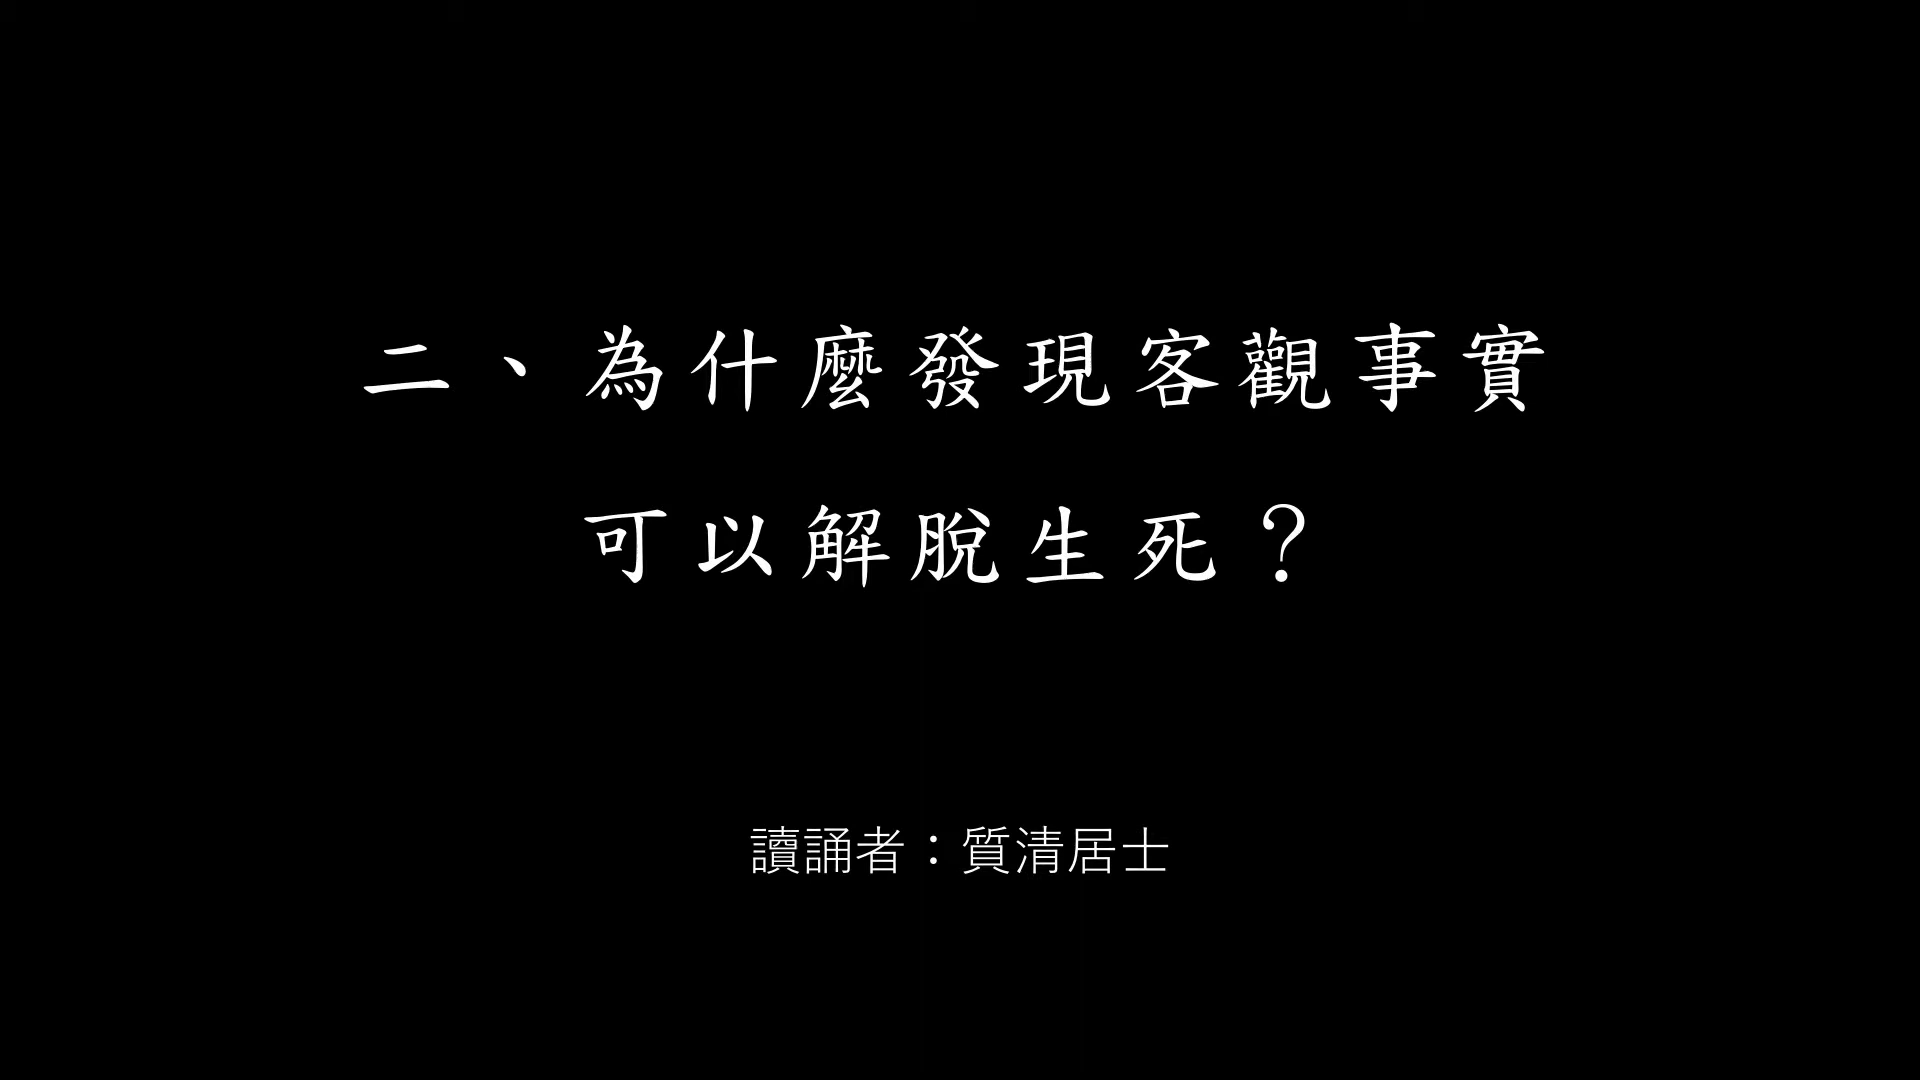 二、為什麼發現客觀事實
可以解脫生死？
讀誦者：質清居士